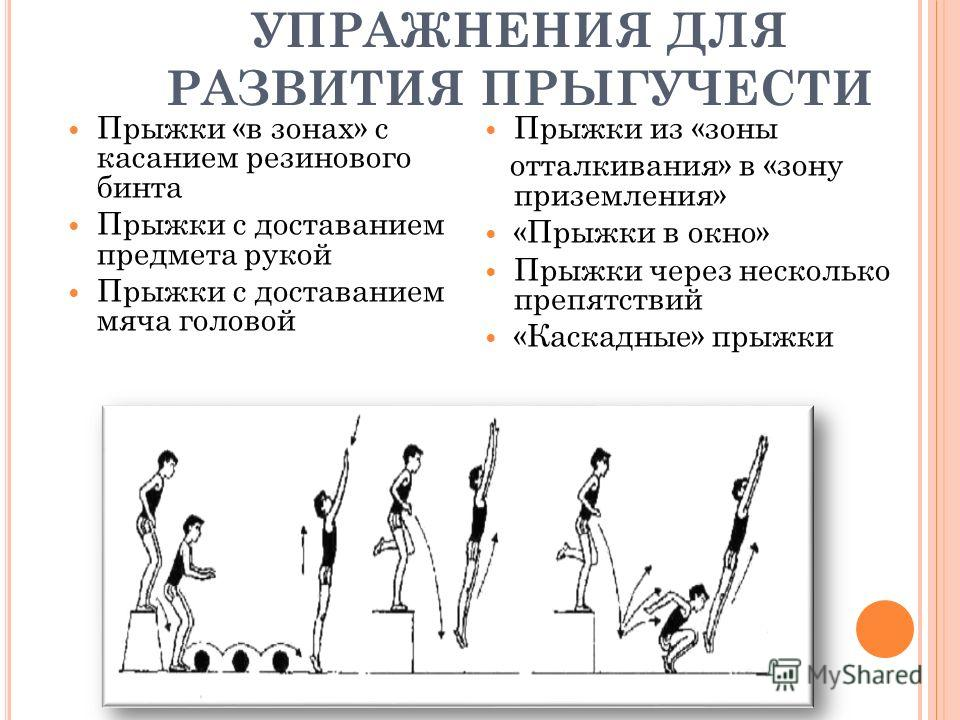 УПРАЖНЕНИЯ ДЛЯ
РАЗВИТИЯ ПРЫГУЧЕСТИ
• Прыжки «в зонах» с
касанием резинового
бинта
• Прыжки с доставанием
предмета рукой
• Прыжки с доставанием
мяча головой
• Прыжки из «зоны
отталкивания» в «зону
приземления»
• «Прыжки в окно»
• Прыжки через несколько
препятствий
• «Каскадные» прыжки
MyShared